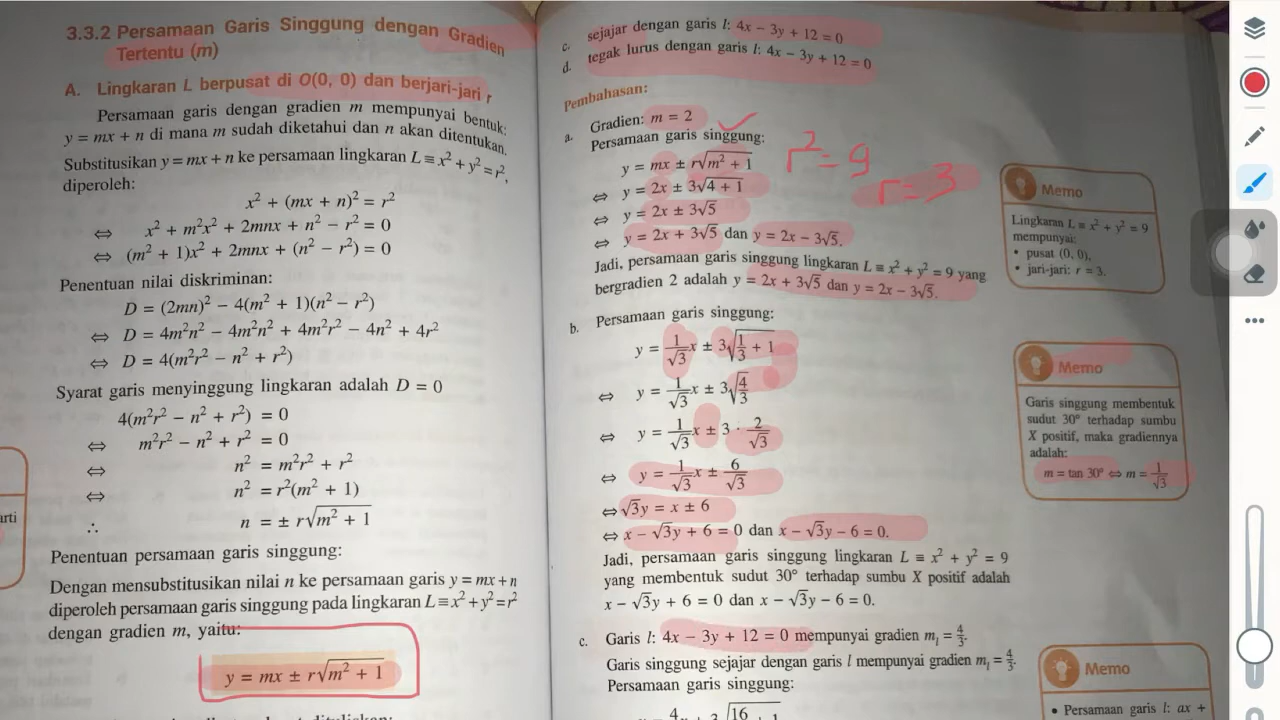 3.3.2 Persamaan Garis Singgung dengan Gradien
Tertentu (m)
A. Lingkaran L berpusat di O(0, 0) dan berjari-jari r
Persamaan garis dengan gradien m mempunyai bentuk:
y = mx + n di mana m sudah diketahui dan n akan ditentukan.
Substitusikan y = mx + n ke persamaan lingkaran L ≡ x² + y² = r²,
diperoleh:
x² + (mx + n)² = r²
⇔ x² + m²x² + 2mnx + n² − r² = 0
⇔ (m² + 1)x² + 2mnx + (n² − r²) = 0
Penentuan nilai diskriminan:
D = (2mn)² − 4(m² + 1)(n² − r²)
⇔ D = 4m²n² − 4m²n² + 4m²r² − 4n² + 4r²
⇔ D = 4(m²r² − n² + r²)
Syarat garis menyinggung lingkaran adalah D = 0
4(m²r² − n² + r²) = 0
⇔ m²r² − n² + r² = 0
⇔ n² = m²r² + r²
⇔ n² = r²(m² + 1)
∴ n = ± r√(m² + 1)
Penentuan persamaan garis singgung:
Dengan mensubstitusikan nilai n ke persamaan garis y = mx + n
diperoleh persamaan garis singgung pada lingkaran L ≡ x² + y² = r²
dengan gradien m, yaitu:
y = mx ± r√(m² + 1)
arti
c. sejajar dengan garis l: 4x − 3y + 12 = 0
d. tegak lurus dengan garis l: 4x − 3y + 12 = 0
Pembahasan:
a. Gradien: m = 2
Persamaan garis singgung:
y = mx ± r√(m² + 1)
⇔ y = 2x ± 3√(4 + 1)
⇔ y = 2x ± 3√5
⇔ y = 2x + 3√5 dan y = 2x − 3√5.
Jadi, persamaan garis singgung lingkaran L ≡ x² + y² = 9 yang
bergradien 2 adalah y = 2x + 3√5 dan y = 2x − 3√5.
r² = 9
r = 3
b. Persamaan garis singgung:
y = 1/√3 x ± 3√(1/3 + 1)
⇔ y = 1/√3 x ± 3√(4/3)
⇔ y = 1/√3 x ± 3 · 2/√3
⇔ y = 1/√3 x ± 6/√3
⇔ √3y = x ± 6
⇔ x − √3y + 6 = 0 dan x − √3y − 6 = 0.
Jadi, persamaan garis singgung lingkaran L ≡ x² + y² = 9
yang membentuk sudut 30° terhadap sumbu X positif adalah
x − √3y + 6 = 0 dan x − √3y − 6 = 0.
c. Garis l: 4x − 3y + 12 = 0 mempunyai gradien m₁ = 4/3.
Garis singgung sejajar dengan garis l mempunyai gradien m₁ = 4/3.
Persamaan garis singgung:
Memo
Lingkaran L ≡ x² + y² = 9
mempunyai:
• pusat (0, 0),
• jari-jari: r = 3.
Memo
Garis singgung membentuk
sudut 30° terhadap sumbu
X positif, maka gradiennya
adalah:
m = tan 30° ⇔ m = 1/√3
Memo
• Persamaan garis l: ax +